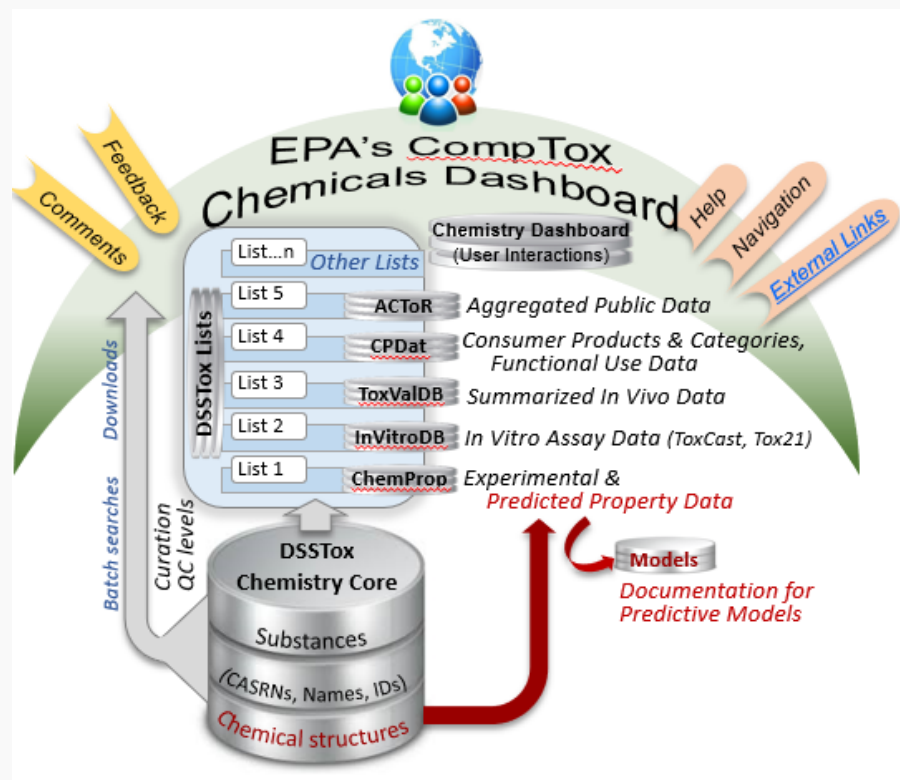 EPA's CompTox
Chemicals Dashboard
Comments
Feedback
Help
Navigation
External Links
Chemistry Dashboard
(User Interactions)
DSSTox Lists
List...n
Other Lists
List 5
ACToR
Aggregated Public Data
List 4
CPDat
Consumer Products & Categories,
Functional Use Data
List 3
ToxValDB
Summarized In Vivo Data
List 2
InVitroDB
In Vitro Assay Data (ToxCast, Tox21)
List 1
ChemProp
Experimental &
Predicted Property Data
Models
Documentation for
Predictive Models
Batch searches Downloads
Curation
QC levels
DSSTox
Chemistry Core
Substances
(CASRNs, Names, IDs)
Chemical structures